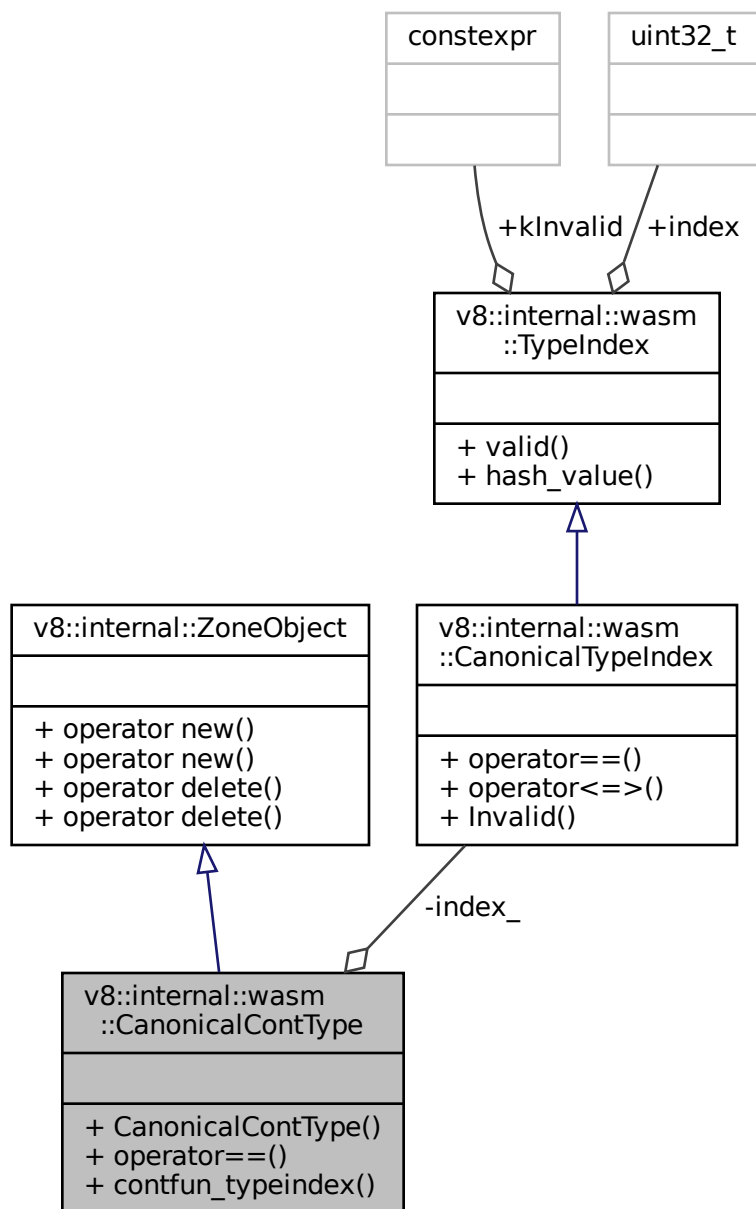 constexpr
uint32_t
+kInvalid
+index
v8::internal::wasm
::TypeIndex
+ valid()
+ hash_value()
v8::internal::ZoneObject
+ operator new()
+ operator new()
+ operator delete()
+ operator delete()
v8::internal::wasm
::CanonicalTypeIndex
+ operator==()
+ operator<=>()
+ Invalid()
-index_
v8::internal::wasm
::CanonicalContType
+ CanonicalContType()
+ operator==()
+ contfun_typeindex()